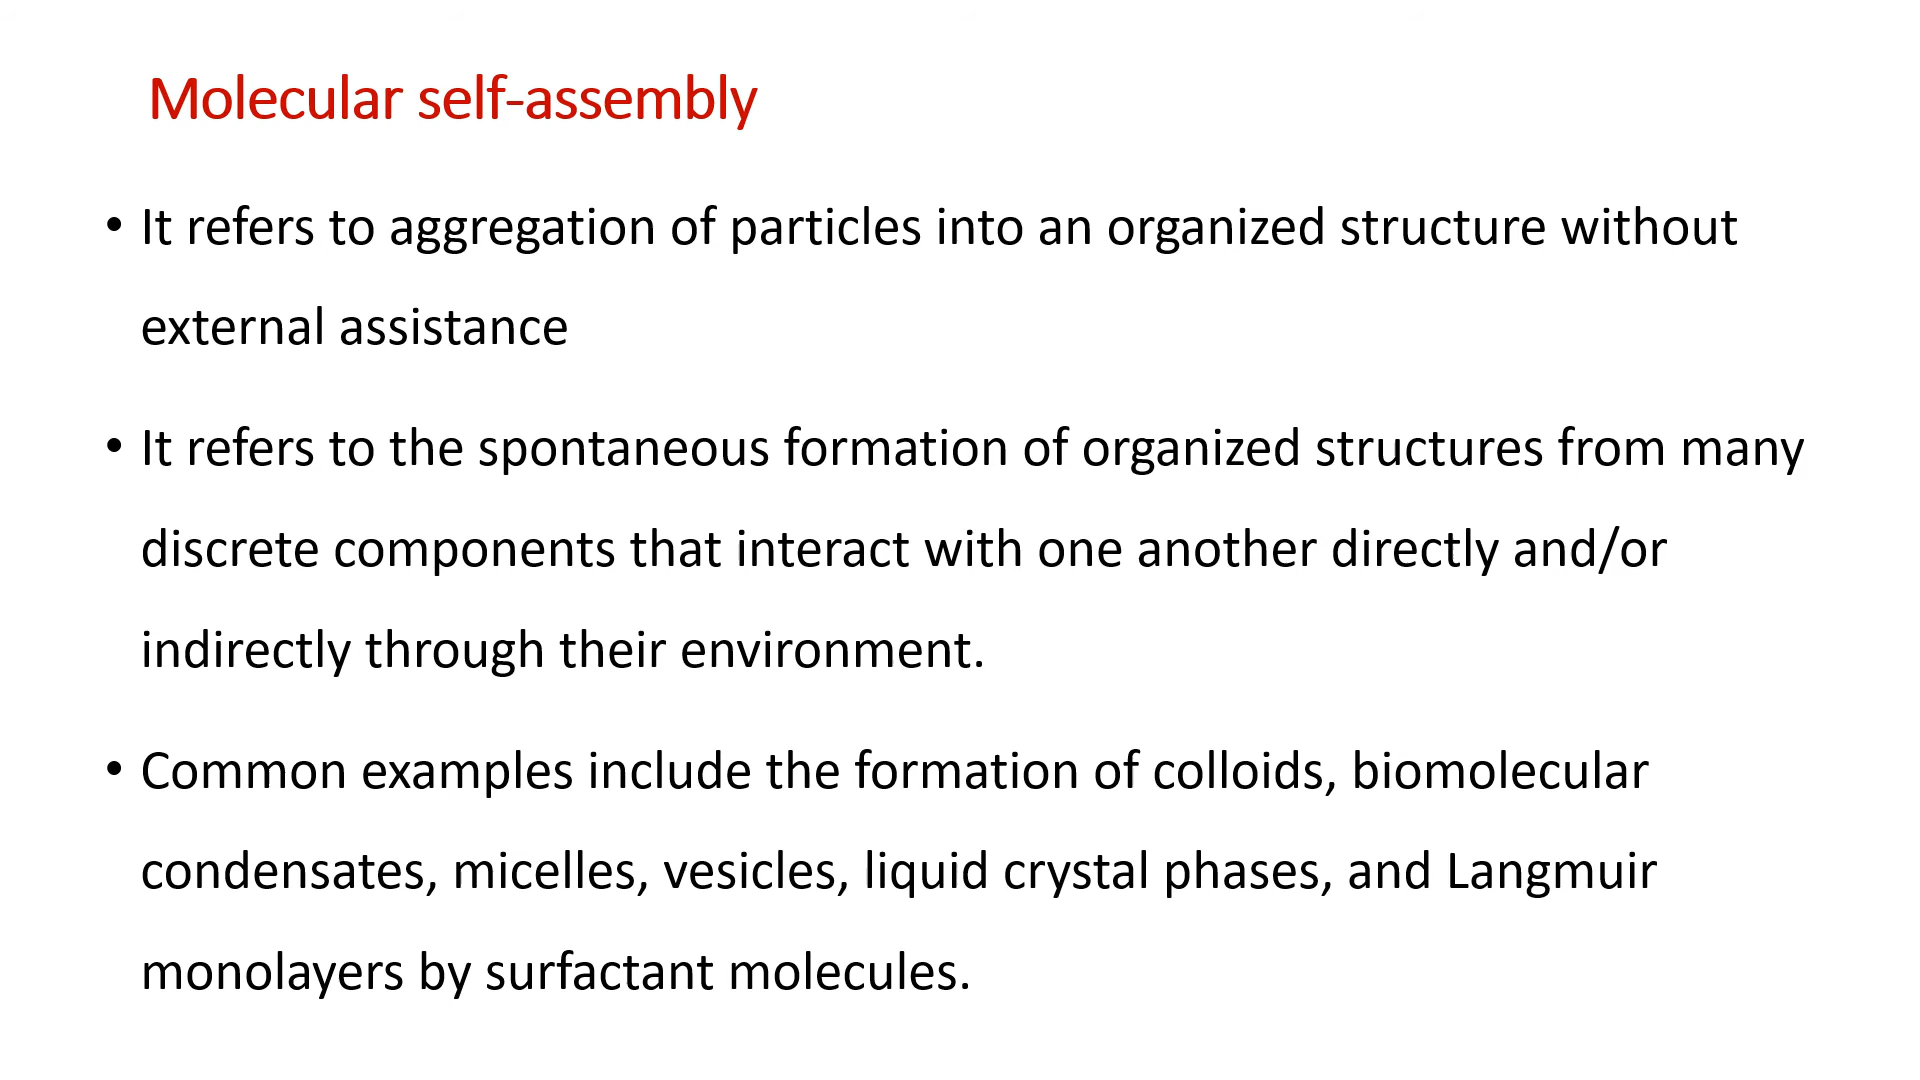 Molecular self-assembly
• It refers to aggregation of particles into an organized structure without
external assistance
• It refers to the spontaneous formation of organized structures from many
discrete components that interact with one another directly and/or
indirectly through their environment.
• Common examples include the formation of colloids, biomolecular
condensates, micelles, vesicles, liquid crystal phases, and Langmuir
monolayers by surfactant molecules.